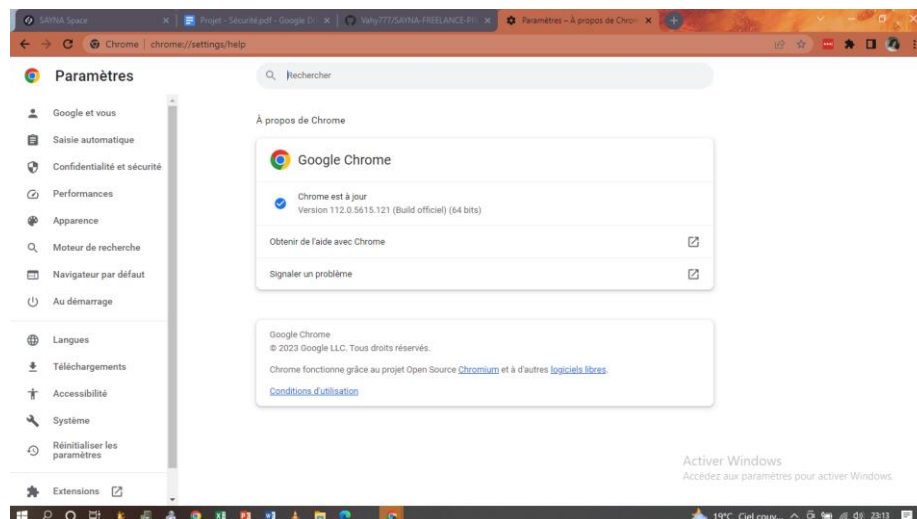 SAYNA Space
Projet - Sécurité.pdf - Google Dr
Vahy777/SAYNA-FREELANCE-PR
Paramètres – À propos de Chrom
Chrome | chrome://settings/help
Paramètres
Rechercher
Google et vous
Saisie automatique
Confidentialité et sécurité
Performances
Apparence
Moteur de recherche
Navigateur par défaut
Au démarrage
Langues
Téléchargements
Accessibilité
Système
Réinitialiser les
paramètres
Extensions
À propos de Chrome
Google Chrome
Chrome est à jour
Version 112.0.5615.121 (Build officiel) (64 bits)
Obtenir de l'aide avec Chrome
Signaler un problème
Google Chrome
© 2023 Google LLC. Tous droits réservés.
Chrome fonctionne grâce au projet Open Source Chromium et à d'autres logiciels libres.
Conditions d'utilisation
Activer Windows
Accédez aux paramètres pour activer Windows.
19°C Ciel couv... 23:13